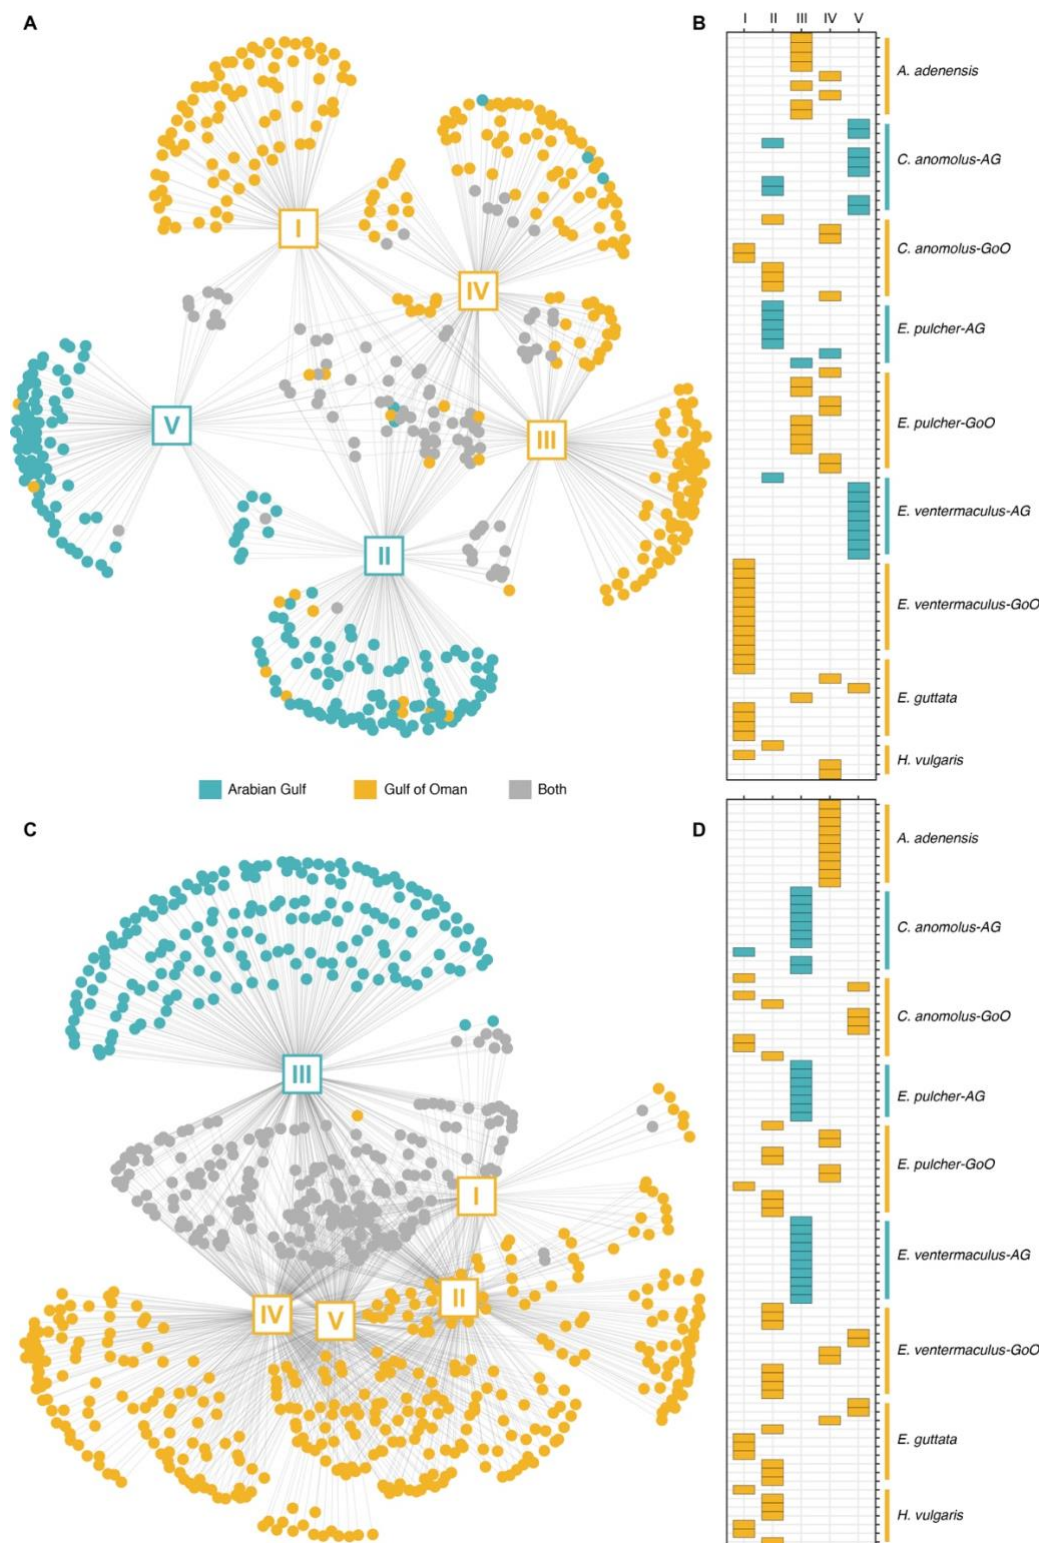 A
I
IV
V
III
II
Arabian Gulf
Gulf of Oman
Both
B
I II III IV V
A. adenensis
C. anomolus-AG
C. anomolus-GoO
E. pulcher-AG
E. pulcher-GoO
E. ventermaculus-AG
E. ventermaculus-GoO
E. guttata
H. vulgaris
C
III
I
II
IV
V
D
A. adenensis
C. anomolus-AG
C. anomolus-GoO
E. pulcher-AG
E. pulcher-GoO
E. ventermaculus-AG
E. ventermaculus-GoO
E. guttata
H. vulgaris